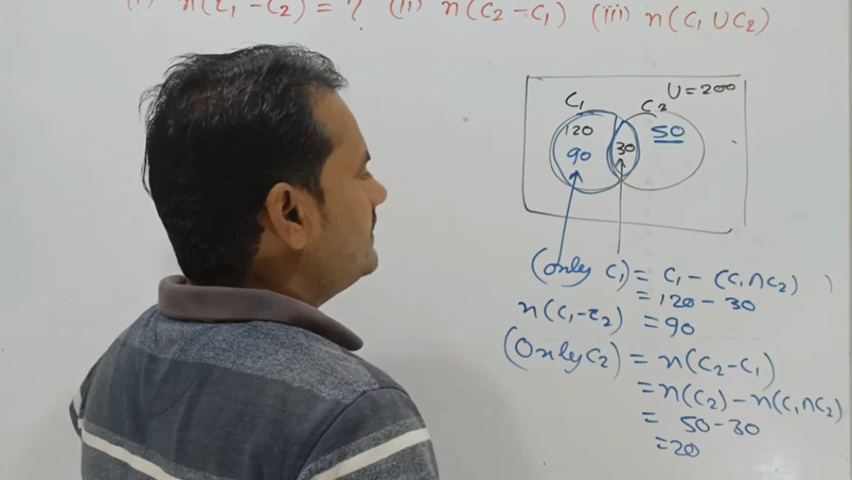 (i) n(C₁ - C₂) = ? (ii) n(C₂ - C₁) (iii) n(C₁ ∪ C₂)
U = 200
C₁ C₂
120 50
90 30
(only C₁) = C₁ - (C₁∩C₂)
= 120 - 30
n(C₁-C₂) = 90
(Only C₂) = n(C₂ - C₁)
= n(C₂) - n(C₁∩C₂)
= 50 - 30
= 20